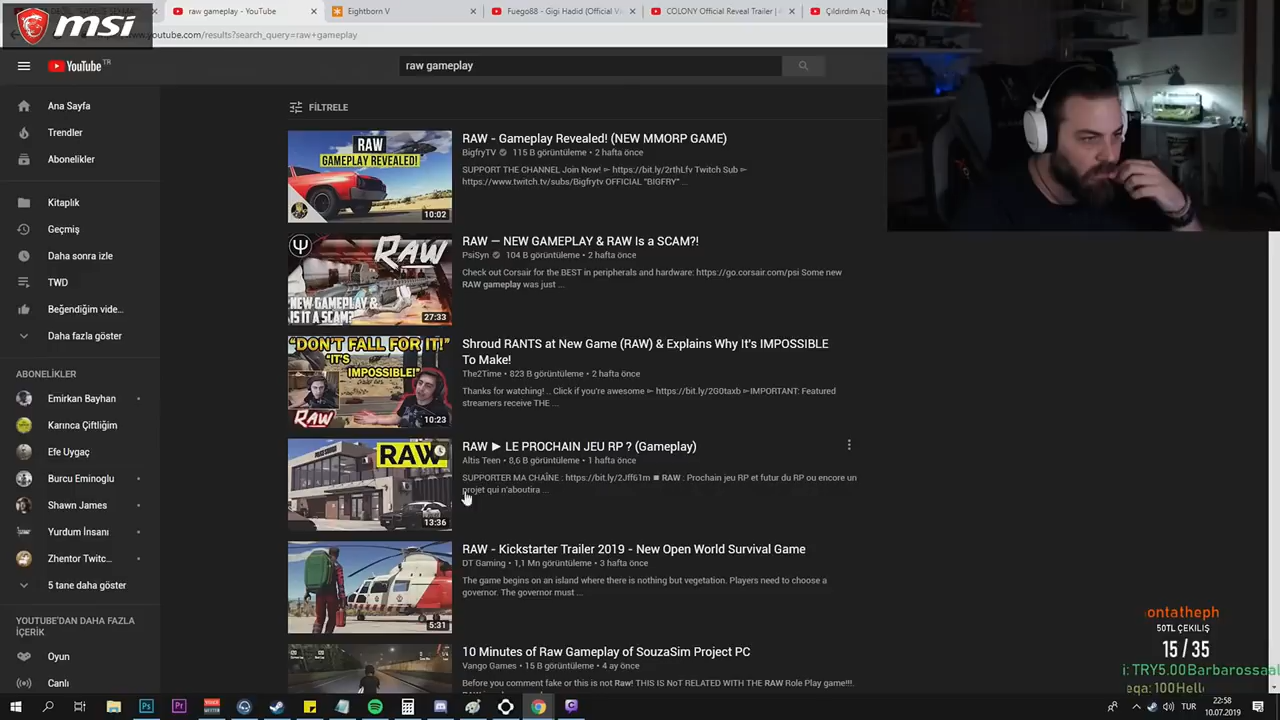 raw gameplay - YouTube
Eightborn V
Fuego88 - Gigi Hadid (Official Vi
COLONY Official Reveal Trailer | 4
Çıldırdım Aq - You
msi
www.youtube.com/results?search_query=raw+gameplay
YouTube TR
raw gameplay
Ana Sayfa
Trendler
Abonelikler
Kitaplık
Geçmiş
Daha sonra izle
TWD
Beğendiğim vide...
Daha fazla göster
ABONELİKLER
Emirkan Bayhan
Karınca Çiftliğim
Efe Uygaç
Burcu Eminoglu
Shawn James
Yurdum İnsanı
Zhentor Twitc...
5 tane daha göster
YOUTUBE'DAN DAHA FAZLA
İÇERİK
Oyun
Canlı
FİLTRELE
RAW
GAMEPLAY REVEALED!
10:02
RAW - Gameplay Revealed! (NEW MMORP GAME)
BigfryTV 115 B görüntüleme • 2 hafta önce
SUPPORT THE CHANNEL Join Now! ► https://bit.ly/2rthLfv Twitch Sub ►
https://www.twitch.tv/subs/Bigfrytv OFFICIAL "BIGFRY" ...
RAW
NEW GAMEPLAY &
IS IT A SCAM?
27:33
RAW — NEW GAMEPLAY & RAW Is a SCAM?!
PsiSyn 104 B görüntüleme • 2 hafta önce
Check out Corsair for the BEST in peripherals and hardware: https://go.corsair.com/psi Some new
RAW gameplay was just ...
"DON'T FALL FOR IT!"
"IT'S
IMPOSSIBLE!"
RAW
10:23
Shroud RANTS at New Game (RAW) & Explains Why It's IMPOSSIBLE
To Make!
The2Time • 823 B görüntüleme • 2 hafta önce
Thanks for watching! .. Click if you're awesome ► https://bit.ly/2G0taxb ►IMPORTANT: Featured
streamers receive THE ...
RAW
13:36
RAW ► LE PROCHAIN JEU RP ? (Gameplay)
Altis Teen • 8,6 B görüntüleme • 1 hafta önce
SUPPORTER MA CHAÎNE : https://bit.ly/2Jff61m ■ RAW : Prochain jeu RP et futur du RP ou encore un
projet qui n'aboutira ...
5:31
RAW - Kickstarter Trailer 2019 - New Open World Survival Game
DT Gaming • 1,1 Mn görüntüleme • 3 hafta önce
The game begins on an island where there is nothing but vegetation. Players need to choose a
governor. The governor must ...
10 Minutes of Raw Gameplay of SouzaSim Project PC
Vango Games • 15 B görüntüleme • 4 ay önce
Before you comment fake or this is not Raw! THIS IS NoT RELATED WITH THE RAW Role Play game!!!.
ontatheph
50TL ÇEKİLİŞ
15 / 35
i: TRY5.00Barbarossaal
ega: 100Hello
TUR
22:58
10.07.2019